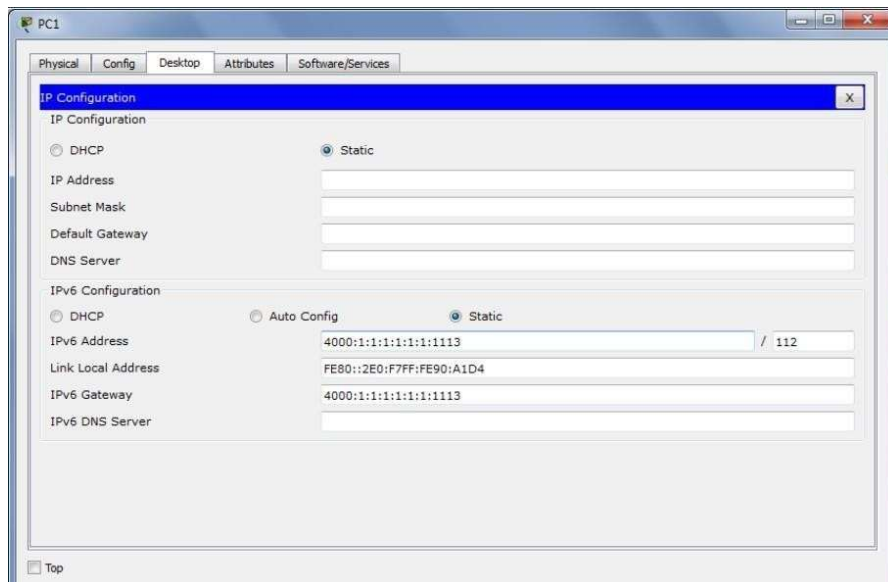 PC1
Physical Config Desktop Attributes Software/Services
IP Configuration X
IP Configuration
DHCP Static
IP Address
Subnet Mask
Default Gateway
DNS Server
IPv6 Configuration
DHCP Auto Config Static
IPv6 Address 4000:1:1:1:1:1:1:1113 / 112
Link Local Address FE80::2E0:F7FF:FE90:A1D4
IPv6 Gateway 4000:1:1:1:1:1:1:1113
IPv6 DNS Server
Top